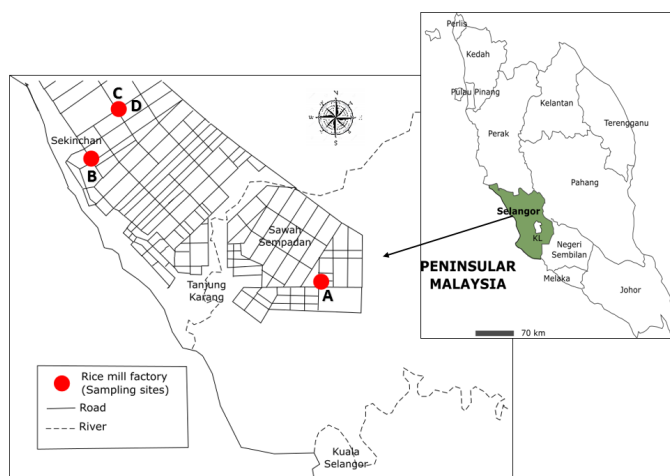 C
D
Sekinchan
B
N
Sawah
Sempadan
Tanjung
Karang
A
Rice mill factory
(Sampling sites)
Road
River
Kuala
Selangor
Perlis
Kedah
Pulau Pinang
Kelantan
Terengganu
Perak
Pahang
Selangor
KL
Negeri
Sembilan
PENINSULAR
MALAYSIA
Melaka
Johor
70 km